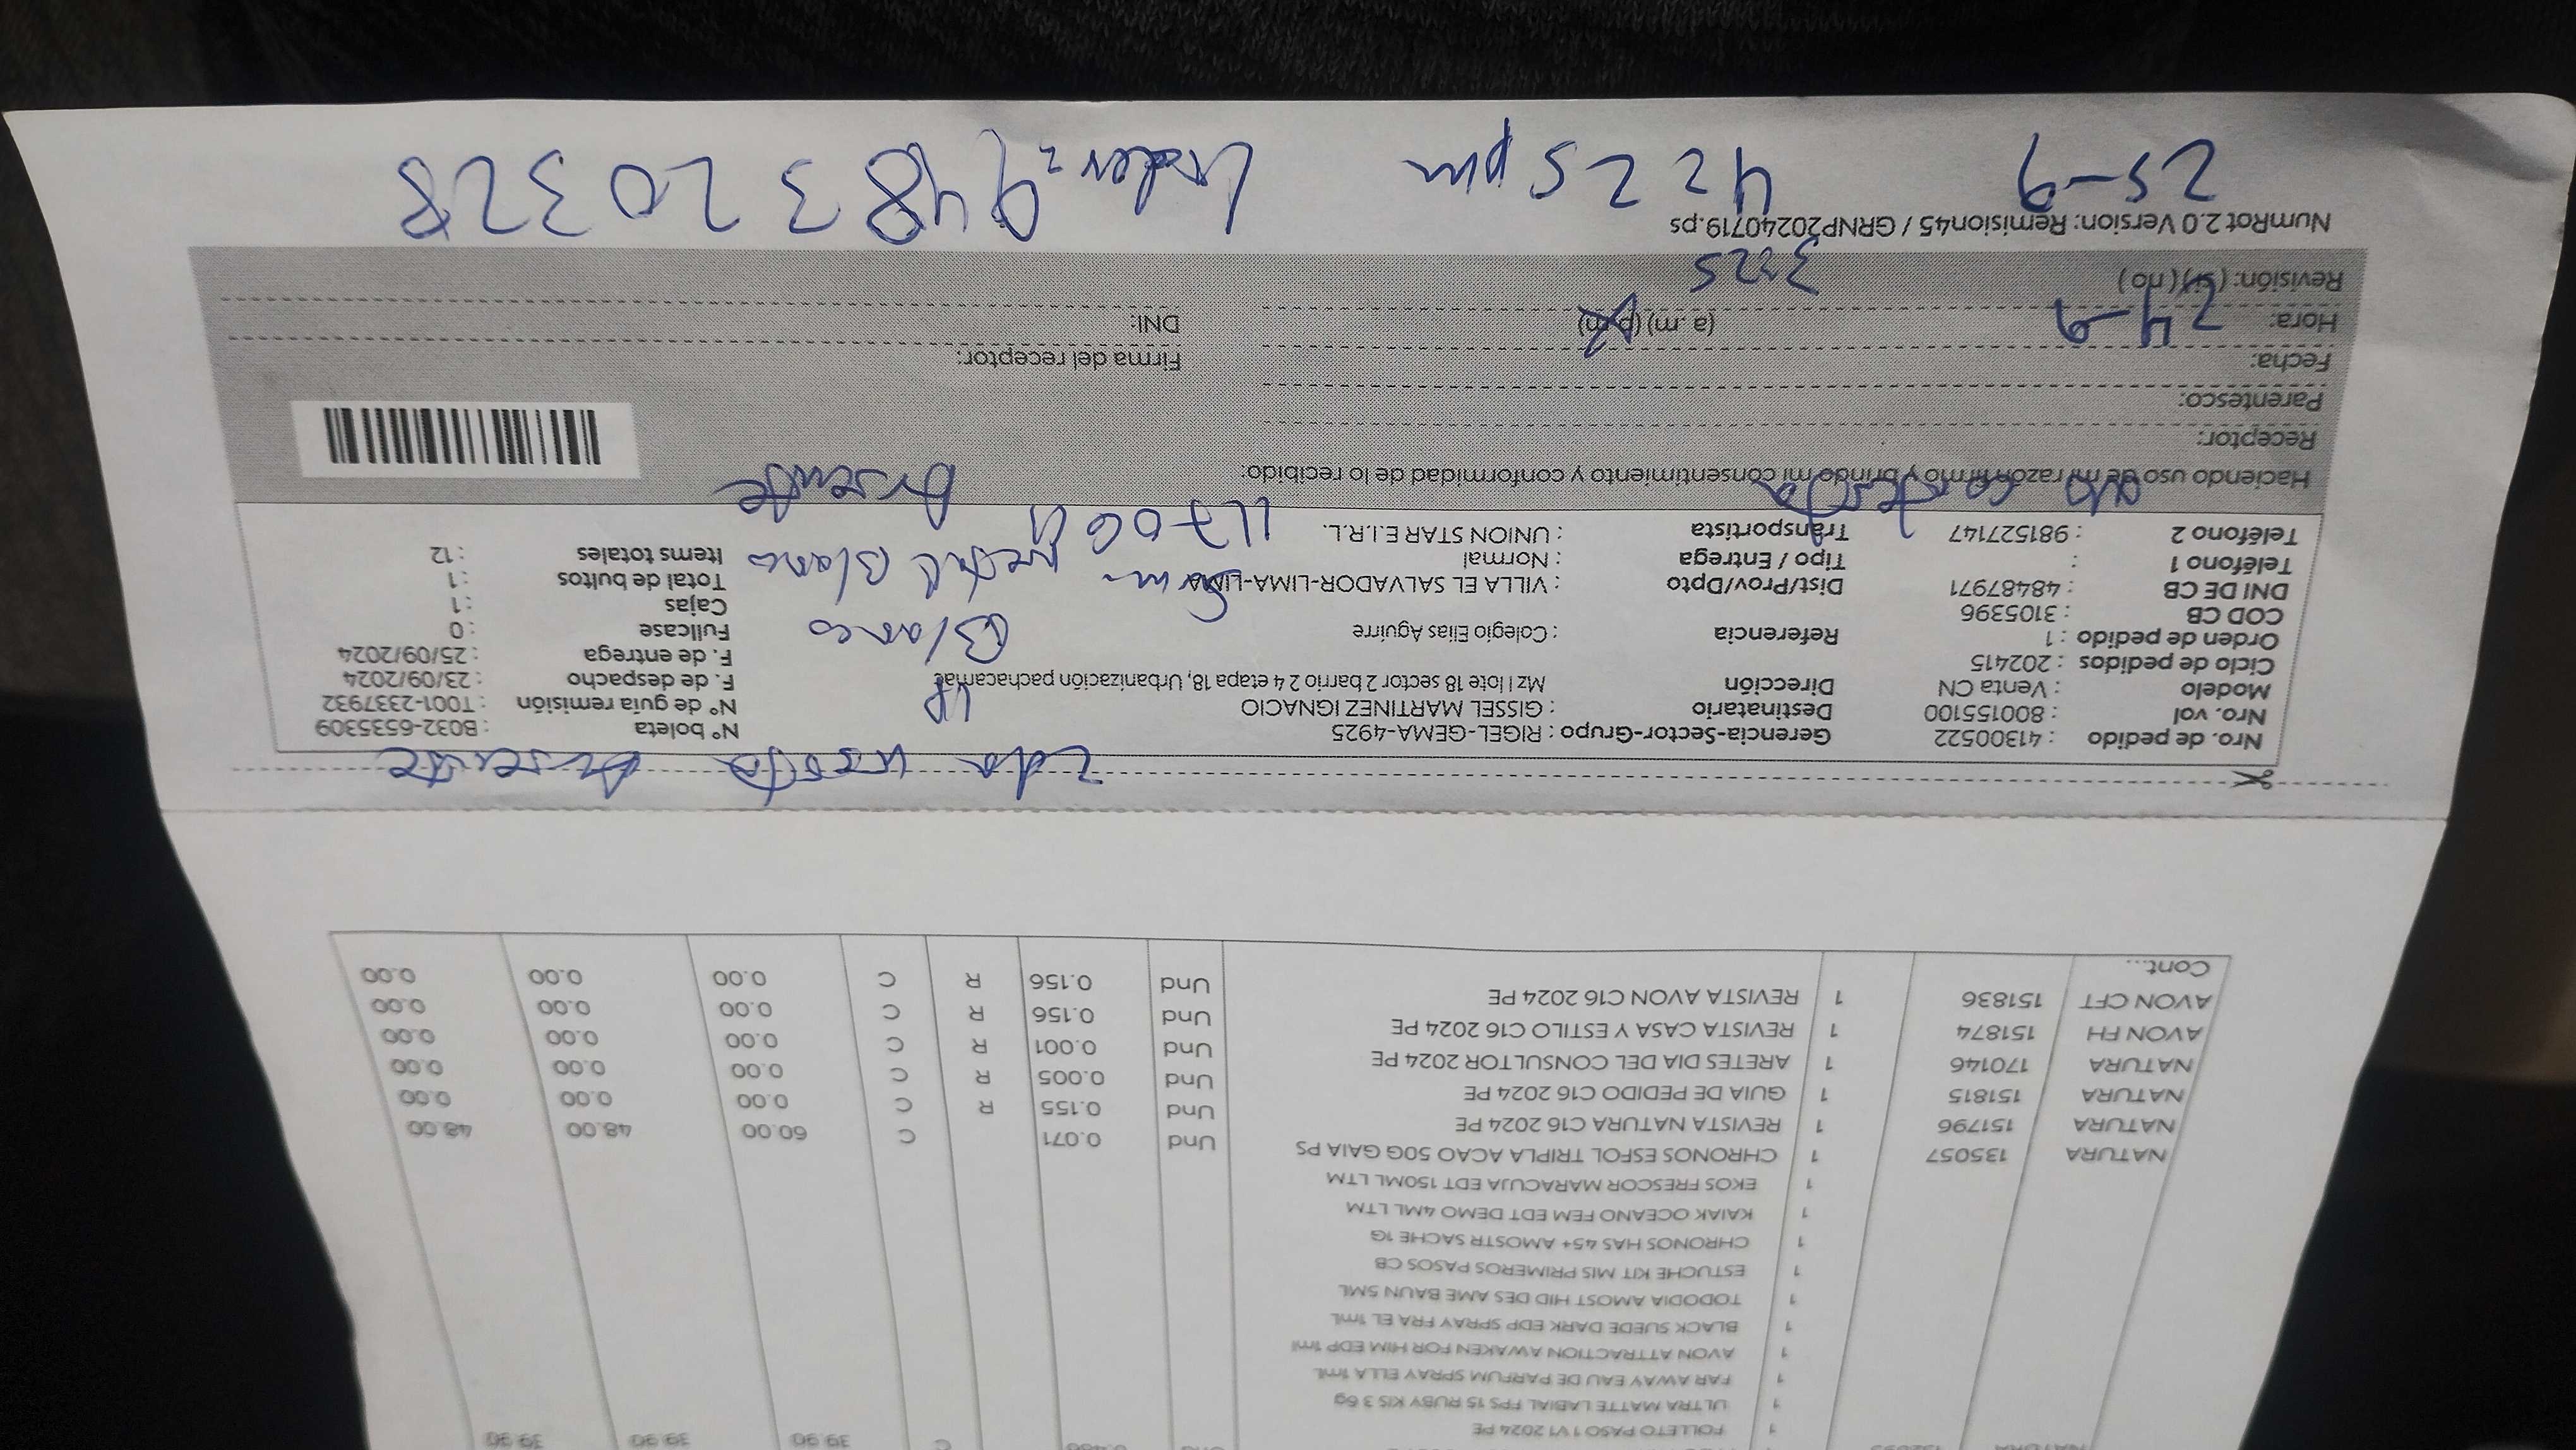 FOLLETO PASO 1 V1 2024 PE 1
ULTRA MATTE LABIAL FPS 15 RUBY KIS 3 6g 1
FAR AWAY EAU DE PARFUM SPRAY ELLA 1mL 1
AVON ATTRACTION AWAKEN FOR HIM EDP 1ml 1
BLACK SUEDE DARK EDP SPRAY FRA EL 1mL 1
TODODIA AMOST HID DES AME BAUN 5ML 1
ESTUCHE KIT MIS PRIMEROS PASOS CB 1
CHRONOS HAS 45+ AMOSTR SACHE 1G 1
KAIAK OCEANO FEM EDT DEMO 4ML LTM 1
EKOS FRESCOR MARACUJA EDT 150ML LTM 1
NATURA 135057 1 CHRONOS ESFOL TRIPLA ACAO 50G GAIA PS Und 0.071 C 60.00 48.00 48.00
NATURA 151796 1 REVISTA NATURA C16 2024 PE Und 0.155 R C 0.00 0.00 0.00
NATURA 151815 1 GUIA DE PEDIDO C16 2024 PE Und 0.005 R C 0.00 0.00 0.00
NATURA 170146 1 ARETES DIA DEL CONSULTOR 2024 PE Und 0.001 R C 0.00 0.00 0.00
AVON FH 151874 1 REVISTA CASA Y ESTILO C16 2024 PE Und 0.156 R C 0.00 0.00 0.00
AVON CFT 151836 1 REVISTA AVON C16 2024 PE Und 0.156 R C 0.00 0.00 0.00
Cont...
2da Ausente
Nro. de pedido : 41300522 Gerencia-Sector-Grupo : RIGEL-GEMA-4925 N° boleta : B032-6535309
Nro. vol : 800155100 Destinatario : GISSEL MARTINEZ IGNACIO N° de guía remisión : T001-2337932
Modelo : Venta CN Dirección Mz I lote 18 sector 2 barrio 2 4 etapa 18, Urbanización pachacamac F. de despacho : 23/09/2024
Ciclo de pedidos : 202415 F. de entrega : 25/09/2024
Orden de pedido : 1 Referencia : Colegio Elias Aguirre Blanco Fullcase : 0
COD CB : 3105396 Cajas : 1
DNI DE CB : 48487971 Dist/Prov/Dpto : VILLA EL SALVADOR-LIMA-LIMA Total de bultos : 1
Teléfono 1 : Tipo / Entrega : Normal Blanco Items totales : 12
Teléfono 2 : 981527147 Transportista : UNION STAR E.I.R.L.
no contesta Ausente
Haciendo uso de mi razón firmo y brindo mi consentimiento y conformidad de lo recibido:
Receptor:
Parentesco:
Fecha: Firma del receptor:
Hora: 24-9 (a.m) (p.m) DNI:
Revisión: (si) (no) 3:25
NumRot 2.0 Version: Remision45 / GRNP20240719.ps
25-9 4:25 pm Lider= 948320328